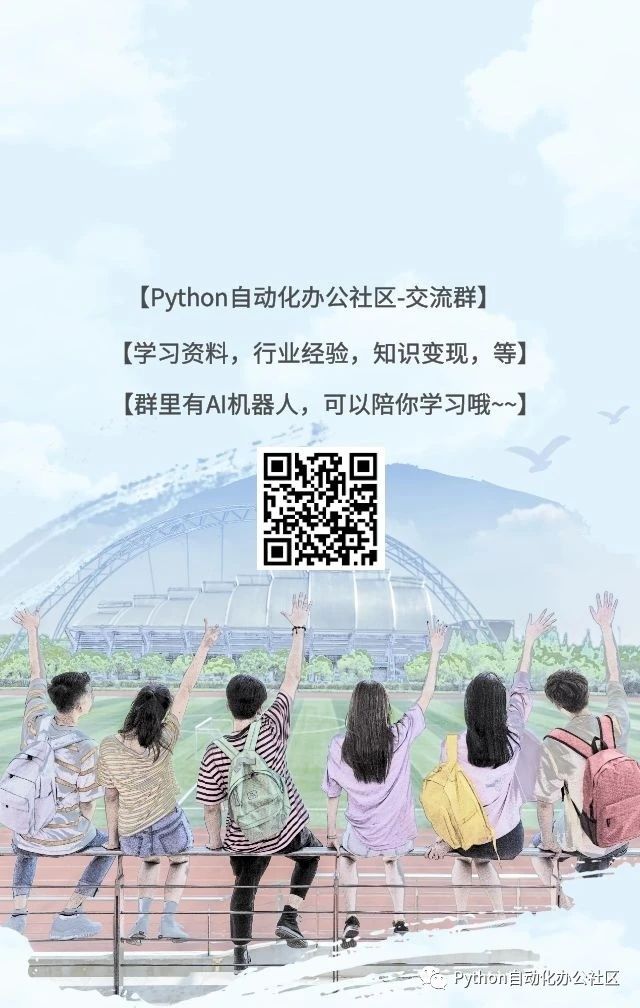 【Python自动化办公社区-交流群】
【学习资料，行业经验，知识变现，等】
【群里有AI机器人，可以陪你学习哦~~】
Python自动化办公社区